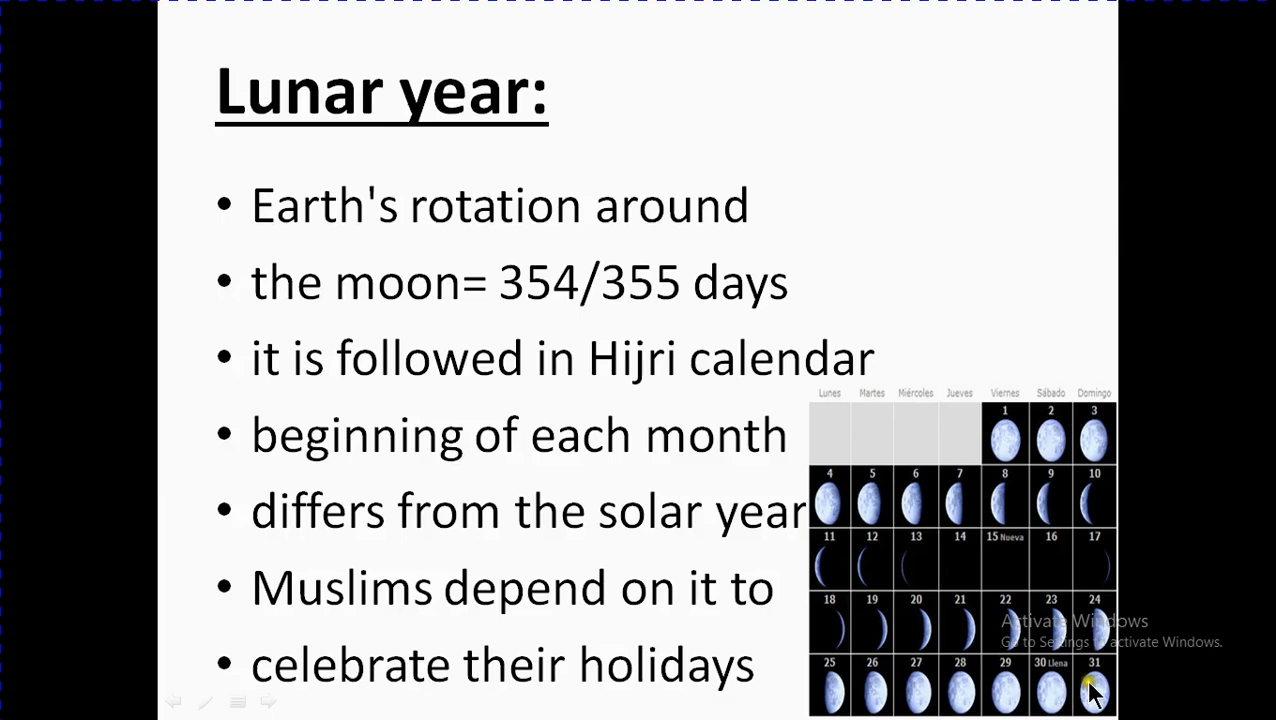 Lunar year:
• Earth's rotation around
• the moon= 354/355 days
• it is followed in Hijri calendar
• beginning of each month
• differs from the solar year
• Muslims depend on it to
• celebrate their holidays
Lunes Martes Miércoles Jueves Viernes Sábado Domingo
1 2 3
4 5 6 7 8 9 10
11 12 13 14 15 Nueva 16 17
18 19 20 21 22 23 24
25 26 27 28 29 30 Llena 31
Activate Windows
Go to Settings to activate Windows.